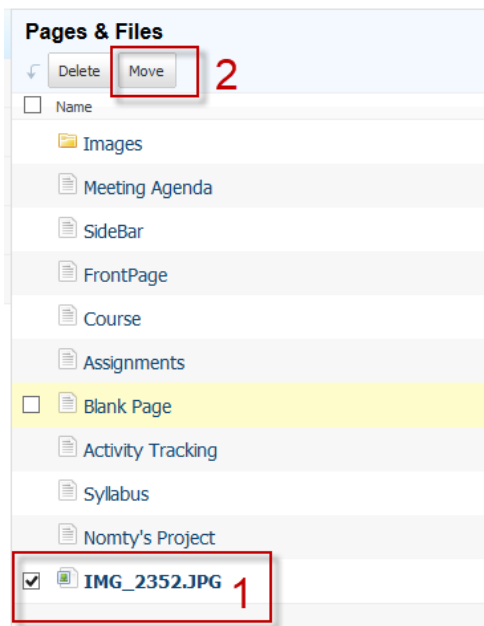 Pages & Files
Delete Move 2
Name
Images
Meeting Agenda
SideBar
FrontPage
Course
Assignments
Blank Page
Activity Tracking
Syllabus
Nomty's Project
IMG_2352.JPG 1